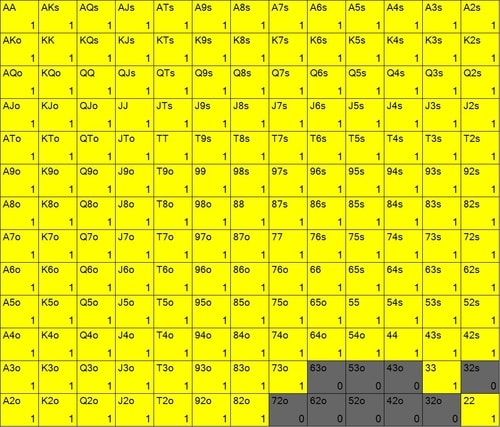 AA AKs AQs AJs ATs A9s A8s A7s A6s A5s A4s A3s A2s
1 1 1 1 1 1 1 1 1 1 1 1 1
AKo KK KQs KJs KTs K9s K8s K7s K6s K5s K4s K3s K2s
1 1 1 1 1 1 1 1 1 1 1 1 1
AQo KQo QQ QJs QTs Q9s Q8s Q7s Q6s Q5s Q4s Q3s Q2s
1 1 1 1 1 1 1 1 1 1 1 1 1
AJo KJo QJo JJ JTs J9s J8s J7s J6s J5s J4s J3s J2s
1 1 1 1 1 1 1 1 1 1 1 1 1
ATo KTo QTo JTo TT T9s T8s T7s T6s T5s T4s T3s T2s
1 1 1 1 1 1 1 1 1 1 1 1 1
A9o K9o Q9o J9o T9o 99 98s 97s 96s 95s 94s 93s 92s
1 1 1 1 1 1 1 1 1 1 1 1 1
A8o K8o Q8o J8o T8o 98o 88 87s 86s 85s 84s 83s 82s
1 1 1 1 1 1 1 1 1 1 1 1 1
A7o K7o Q7o J7o T7o 97o 87o 77 76s 75s 74s 73s 72s
1 1 1 1 1 1 1 1 1 1 1 1 1
A6o K6o Q6o J6o T6o 96o 86o 76o 66 65s 64s 63s 62s
1 1 1 1 1 1 1 1 1 1 1 1 1
A5o K5o Q5o J5o T5o 95o 85o 75o 65o 55 54s 53s 52s
1 1 1 1 1 1 1 1 1 1 1 1 1
A4o K4o Q4o J4o T4o 94o 84o 74o 64o 54o 44 43s 42s
1 1 1 1 1 1 1 1 1 1 1 1 1
A3o K3o Q3o J3o T3o 93o 83o 73o 63o 53o 43o 33 32s
1 1 1 1 1 1 1 1 0 0 0 1 0
A2o K2o Q2o J2o T2o 92o 82o 72o 62o 52o 42o 32o 22
1 1 1 1 1 1 1 0 0 0 0 0 1